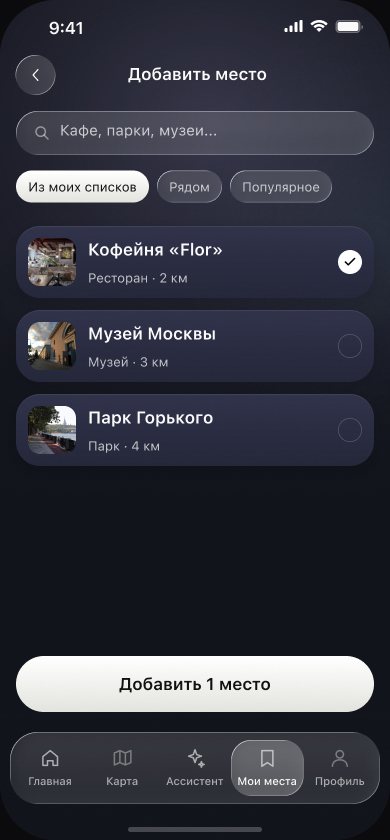 9:41
Добавить место
Кафе, парки, музеи...
Из моих списков
Рядом
Популярное
Кофейня «Flor»
Ресторан · 2 км
Музей Москвы
Музей · 3 км
Парк Горького
Парк · 4 км
Добавить 1 место
Главная
Карта
Ассистент
Мои места
Профиль